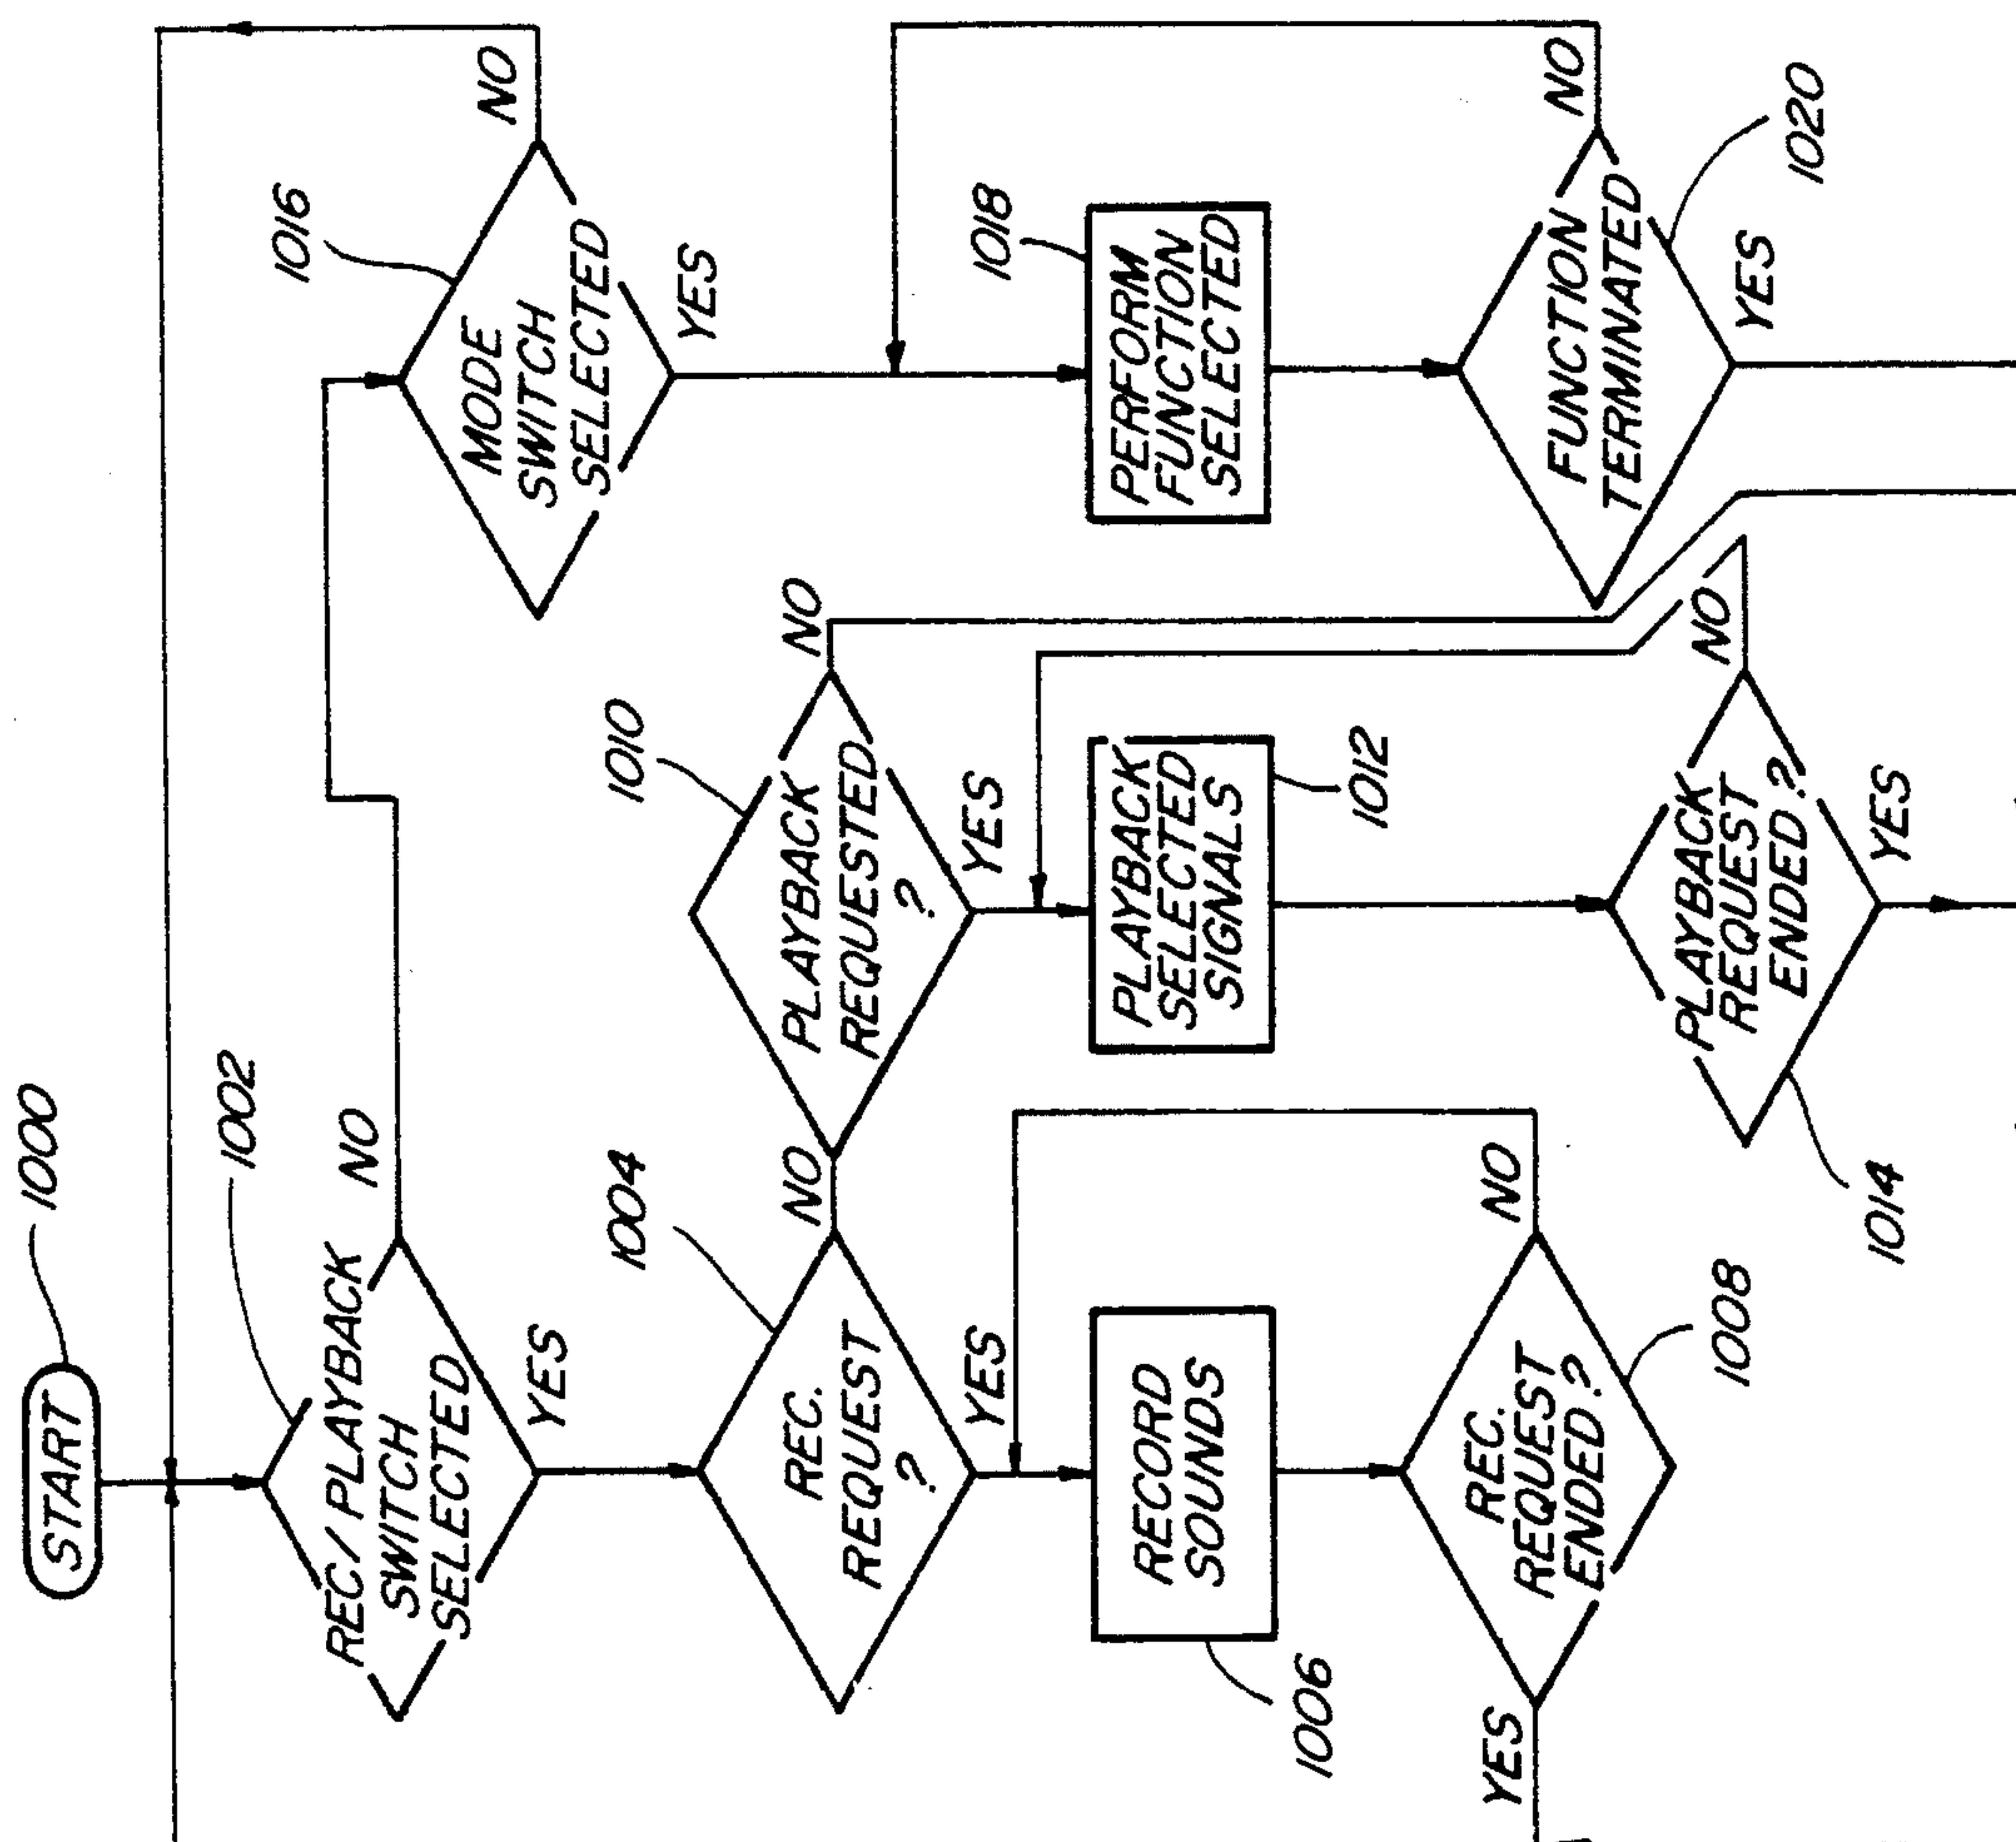 START
1000
REC/PLAYBACK
SWITCH
SELECTED
1002
NO
YES
MODE
SWITCH
SELECTED
1016
NO
YES
REC.
REQUEST
?
1004
NO
YES
PLAYBACK
REQUESTED
?
1010
NO
YES
RECORD
SOUNDS
1006
PLAYBACK
SELECTED
SIGNALS
1012
PERFORM
FUNCTION
SELECTED
1018
REC.
REQUEST
ENDED?
1008
NO
YES
PLAYBACK
REQUEST
ENDED?
1014
NO
YES
FUNCTION
TERMINATED
1020
NO
YES